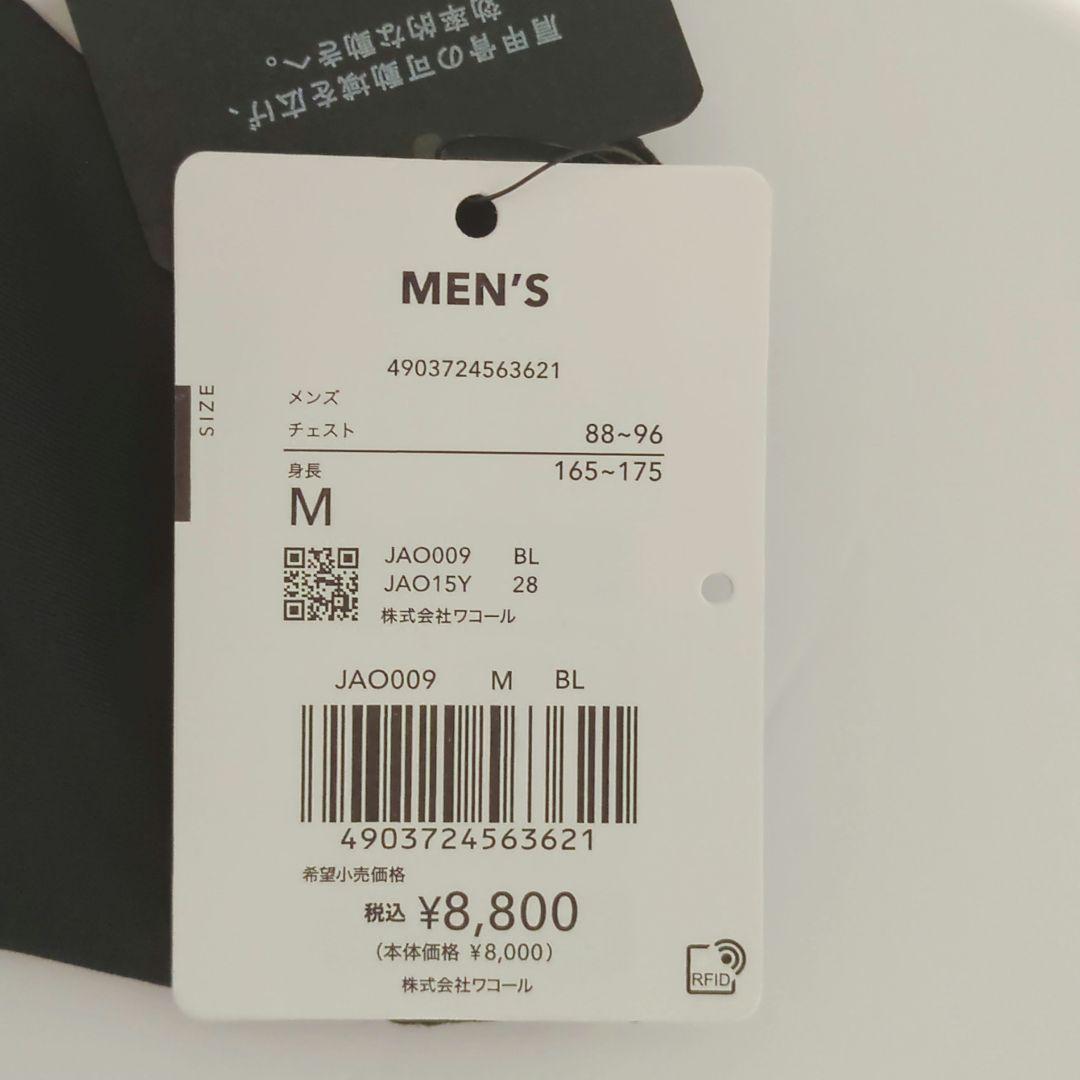 肩甲骨の可動域を広げ、
効率的な動きへ。
MEN'S
4903724563621
SIZE
メンズ
チェスト 88~96
身長 165~175
M
JAO009 BL
JAO15Y 28
株式会社ワコール
JAO009 M BL
4903724563621
希望小売価格
税込 ¥8,800
(本体価格 ¥8,000)
株式会社ワコール
RFID